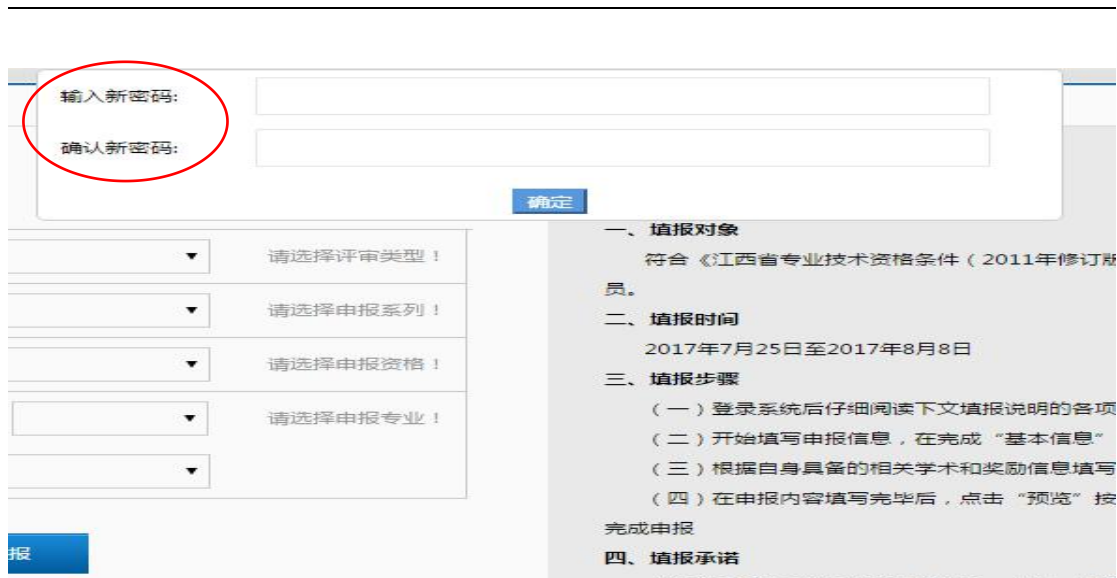 输入新密码:
确认新密码:
确定
请选择评审类型！
请选择申报系列！
请选择申报资格！
请选择申报专业！
报
一、填报对象
符合《江西省专业技术资格条件（2011年修订版
员。
二、填报时间
2017年7月25日至2017年8月8日
三、填报步骤
（一）登录系统后仔细阅读下文填报说明的各项
（二）开始填写申报信息，在完成“基本信息”
（三）根据自身具备的相关学术和奖励信息填写
（四）在申报内容填写完毕后，点击“预览”按
完成申报
四、填报承诺